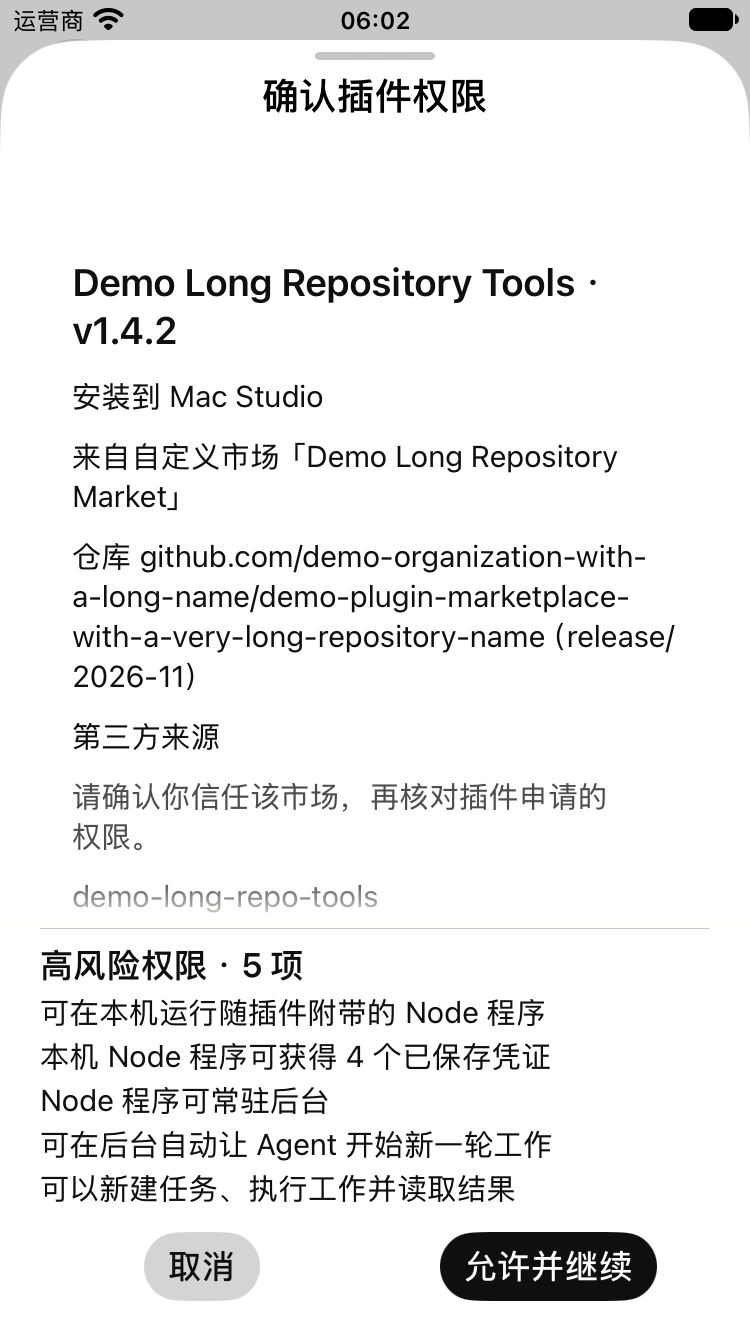 运营商
06:02
确认插件权限
Demo Long Repository Tools ·
v1.4.2
安装到 Mac Studio
来自自定义市场「Demo Long Repository
Market」
仓库 github.com/demo-organization-with-
a-long-name/demo-plugin-marketplace-
with-a-very-long-repository-name（release/
2026-11）
第三方来源
请确认你信任该市场，再核对插件申请的
权限。
demo-long-repo-tools
高风险权限 · 5 项
可在本机运行随插件附带的 Node 程序
本机 Node 程序可获得 4 个已保存凭证
Node 程序可常驻后台
可在后台自动让 Agent 开始新一轮工作
可以新建任务、执行工作并读取结果
取消
允许并继续